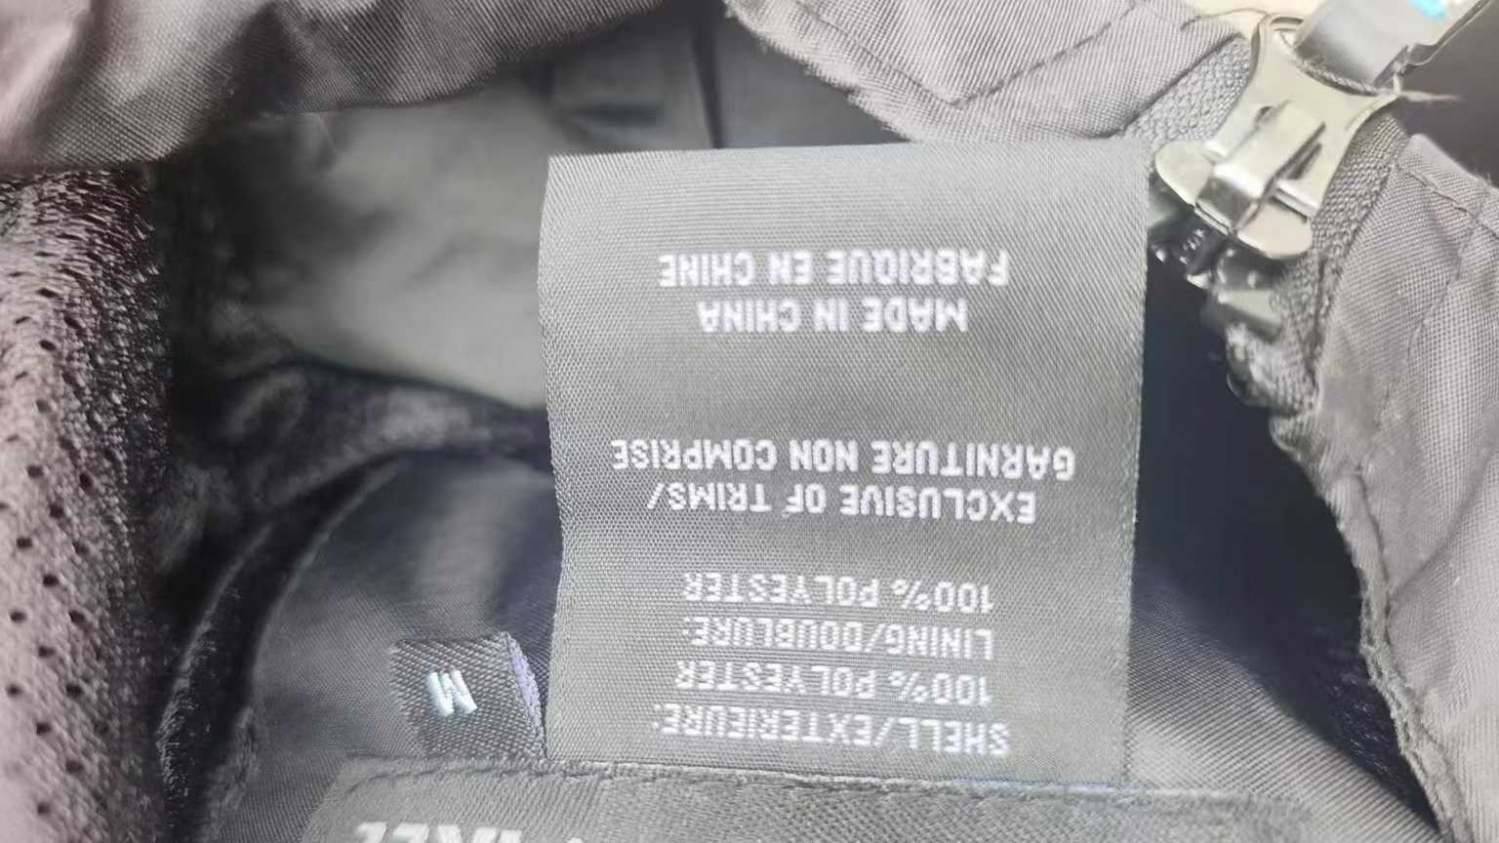 SHELL/EXTERIEURE:
100% POLYESTER
LINING/DOUBLURE:
100% POLYESTER
EXCLUSIVE OF TRIMS/
GARNITURE NON COMPRISE
MADE IN CHINA
FABRIQUE EN CHINE
M